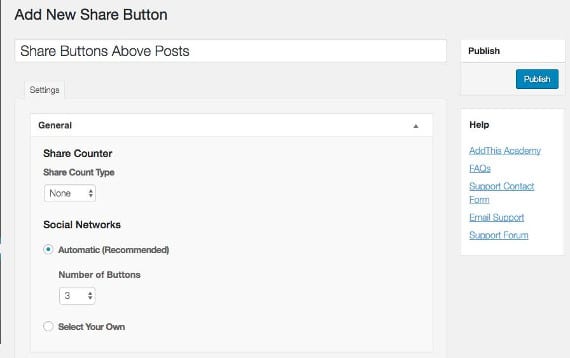 Add New Share Button
Share Buttons Above Posts
Settings
General
Share Counter
Share Count Type
None
Social Networks
Automatic (Recommended)
Number of Buttons
3
Select Your Own
Publish
Publish
Help
AddThis Academy
FAQs
Support Contact
Form
Email Support
Support Forum